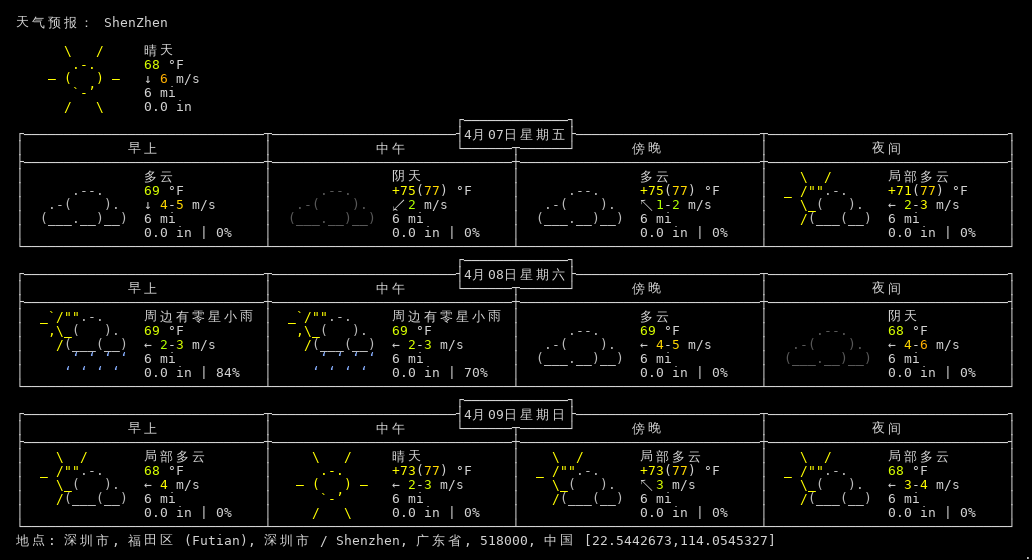 天气预报： ShenZhen
晴天
68 °F
↓ 6 m/s
6 mi
0.0 in
4月07日星期五
早上 中午 傍晚 夜间
多云 阴天 多云 局部多云
69 °F +75(77) °F +75(77) °F +71(77) °F
↓ 4-5 m/s ↙ 2 m/s ↖ 1-2 m/s ← 2-3 m/s
6 mi 6 mi 6 mi 6 mi
0.0 in | 0% 0.0 in | 0% 0.0 in | 0% 0.0 in | 0%
4月08日星期六
早上 中午 傍晚 夜间
周边有零星小雨 周边有零星小雨 多云 阴天
69 °F 69 °F 69 °F 68 °F
← 2-3 m/s ← 2-3 m/s ← 4-5 m/s ← 4-6 m/s
6 mi 6 mi 6 mi 6 mi
0.0 in | 84% 0.0 in | 70% 0.0 in | 0% 0.0 in | 0%
4月09日星期日
早上 中午 傍晚 夜间
局部多云 晴天 局部多云 局部多云
68 °F +73(77) °F +73(77) °F 68 °F
← 4 m/s ← 2-3 m/s ↖ 3 m/s ← 3-4 m/s
6 mi 6 mi 6 mi 6 mi
0.0 in | 0% 0.0 in | 0% 0.0 in | 0% 0.0 in | 0%
地点: 深圳市, 福田区 (Futian), 深圳市 / Shenzhen, 广东省, 518000, 中国 [22.5442673,114.0545327]